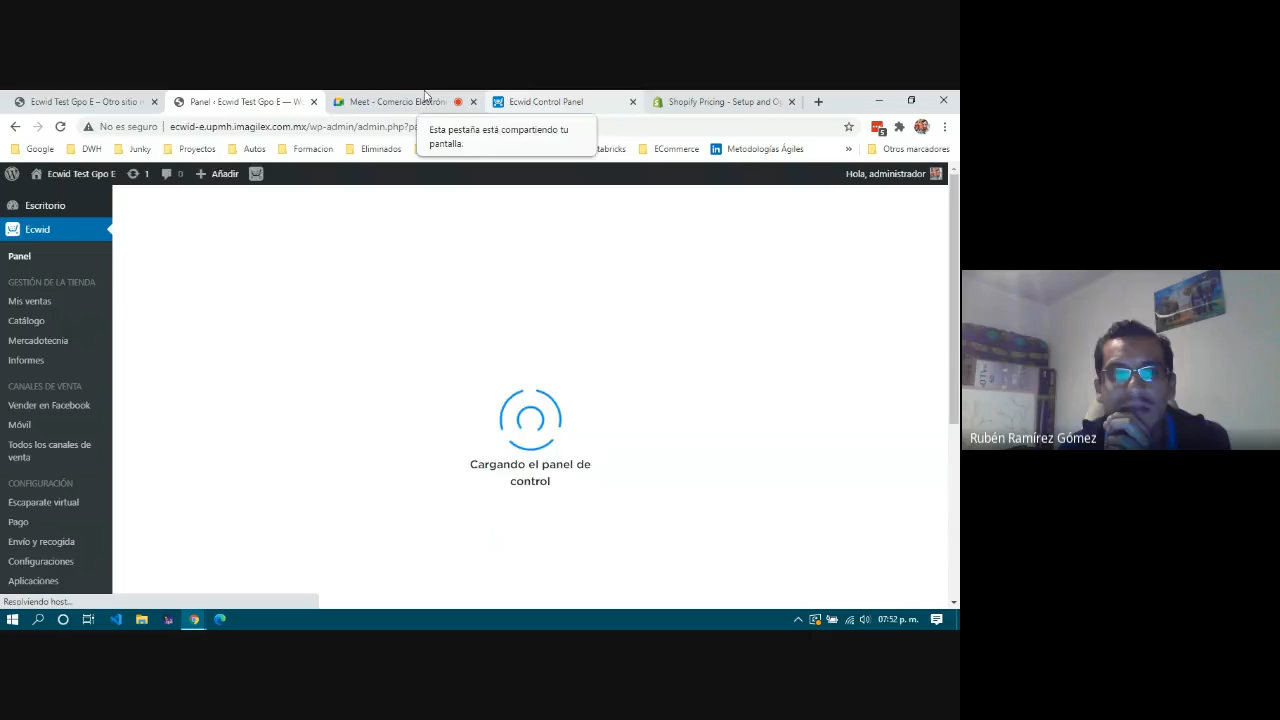 Ecwid Test Gpo E – Otro sitio
Panel ‹ Ecwid Test Gpo E —
Meet - Comercio Electróni
Ecwid Control Panel
Shopify Pricing - Setup and Op
No es seguro
ecwid-e.upmh.imagilex.com.mx/wp-admin/admin.php?
Esta pestaña está compartiendo tu
pantalla.
5
Google
DWH
Junky
Proyectos
Autos
Formacion
Eliminados
ECommerce
Metodologías Ágiles
»
Otros marcadores
Ecwid Test Gpo E
1
0
Añadir
Hola, administrador
Escritorio
Ecwid
Panel
GESTIÓN DE LA TIENDA
Mis ventas
Catálogo
Mercadotecnia
Informes
CANALES DE VENTA
Vender en Facebook
Móvil
Todos los canales de
venta
CONFIGURACIÓN
Escaparate virtual
Pago
Envío y recogida
Configuraciones
Aplicaciones
Cargando el panel de
control
Resolviendo host...
07:52 p. m.
Rubén Ramírez Gómez